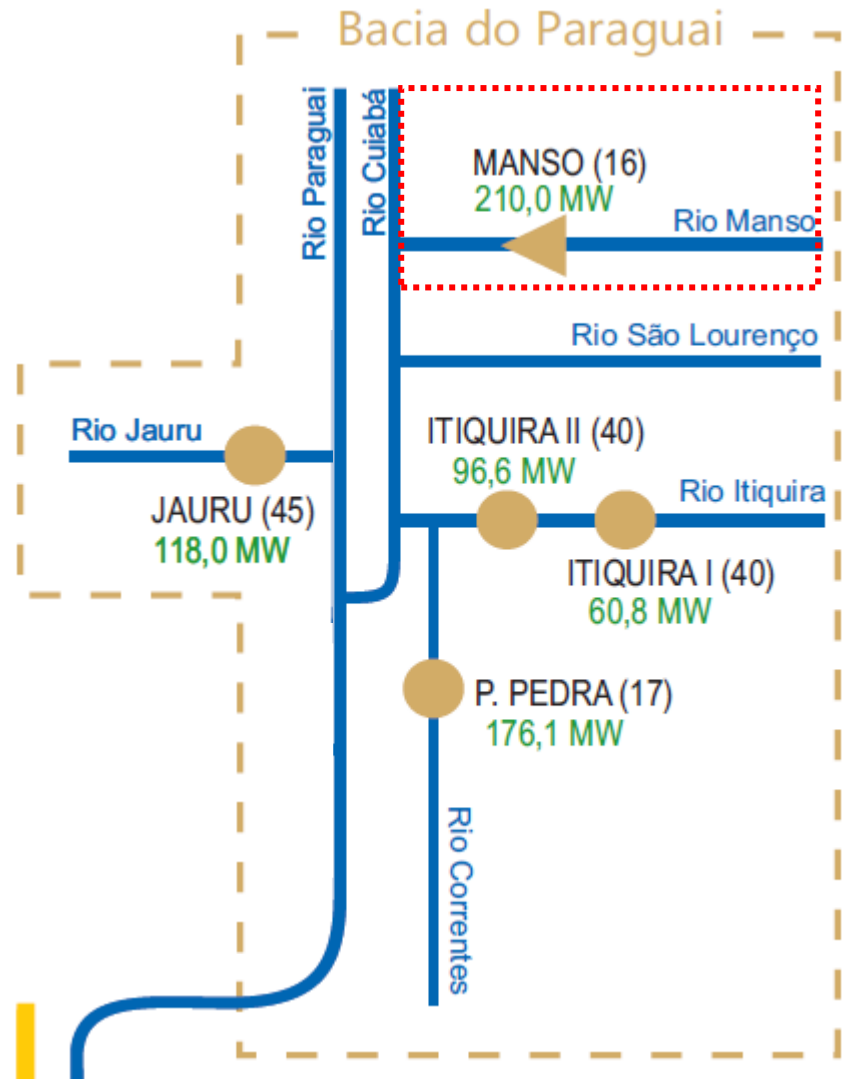 Bacia do Paraguai
Rio Paraguai
Rio Cuiabá
MANSO (16)
210,0 MW
Rio Manso
Rio São Lourenço
Rio Jauru
JAURU (45)
118,0 MW
ITIQUIRA II (40)
96,6 MW
Rio Itiquira
ITIQUIRA I (40)
60,8 MW
P. PEDRA (17)
176,1 MW
Rio Correntes